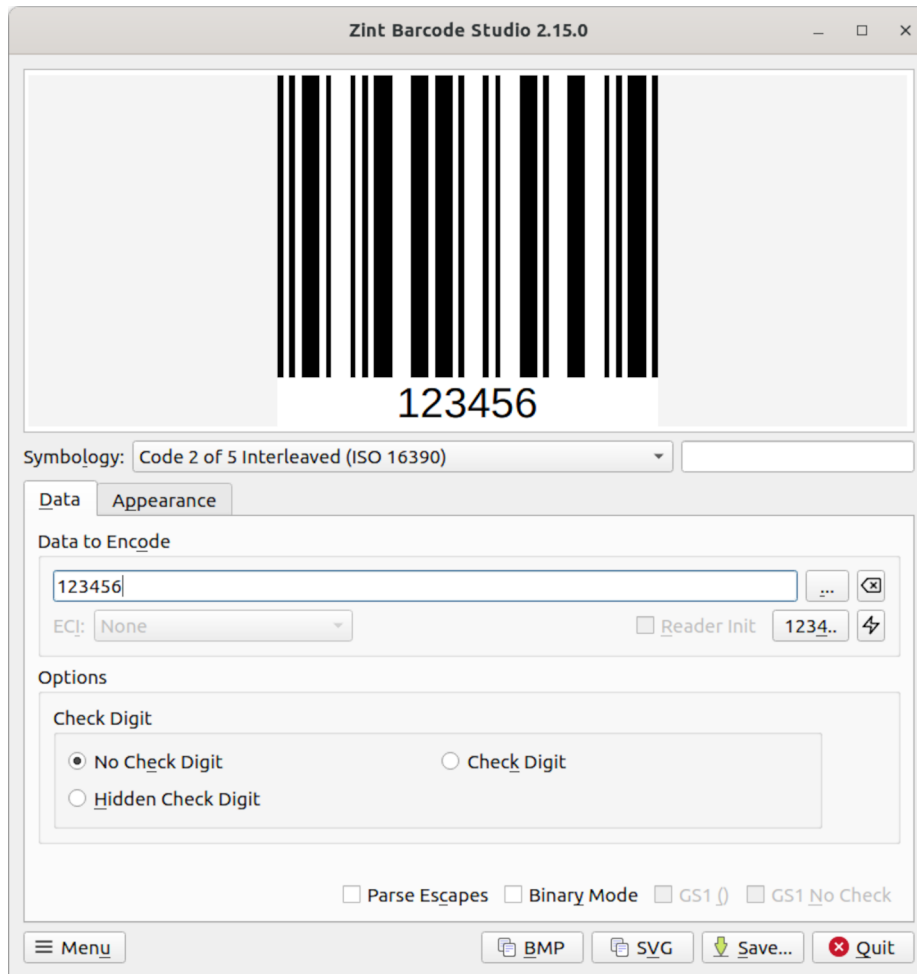 Zint Barcode Studio 2.15.0
123456
Symbology: Code 2 of 5 Interleaved (ISO 16390)
Data Appearance
Data to Encode
123456 ...
ECI: None Reader Init 1234..
Options
Check Digit
No Check Digit Check Digit
Hidden Check Digit
Parse Escapes Binary Mode GS1 () GS1 No Check
Menu BMP SVG Save... Quit